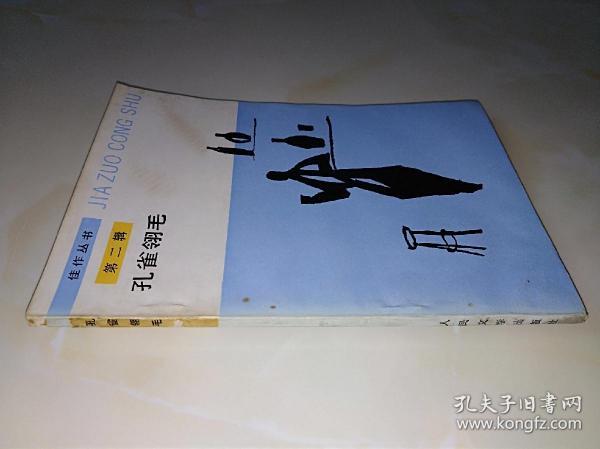 JIA ZUO CONG SHU
佳作丛书
第二辑
孔雀翎毛
孔雀翎毛
人民文学出版社
孔夫子旧书网
www.kongfz.com